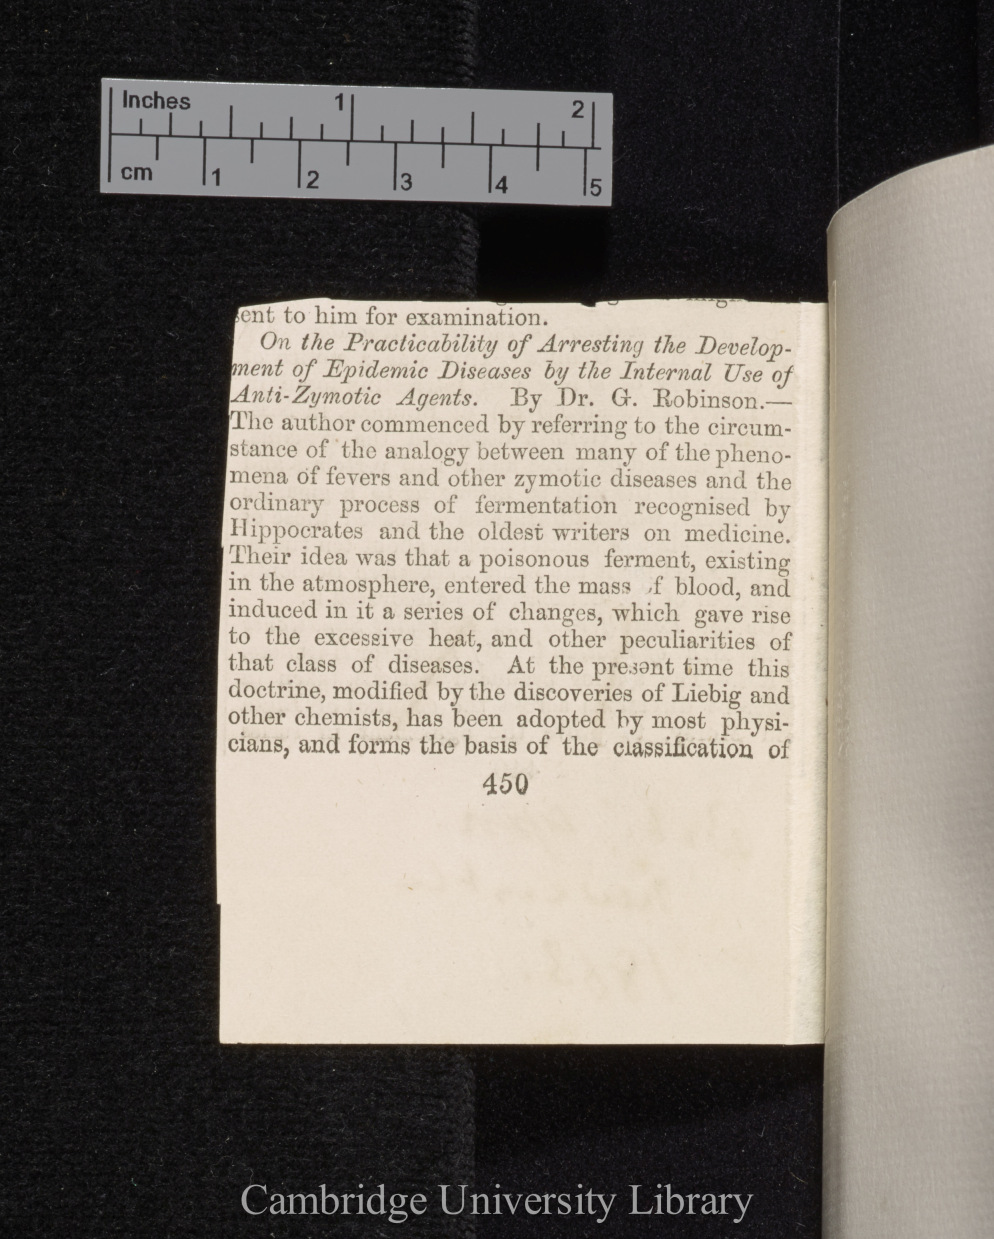 Inches 1 2
cm 1 2 3 4 5
sent to him for examination.
On the Practicability of Arresting the Develop-
ment of Epidemic Diseases by the Internal Use of
Anti-Zymotic Agents. By Dr. G. Robinson.—
The author commenced by referring to the circum-
stance of the analogy between many of the pheno-
mena of fevers and other zymotic diseases and the
ordinary process of fermentation recognised by
Hippocrates and the oldest writers on medicine.
Their idea was that a poisonous ferment, existing
in the atmosphere, entered the mass of blood, and
induced in it a series of changes, which gave rise
to the excessive heat, and other peculiarities of
that class of diseases. At the present time this
doctrine, modified by the discoveries of Liebig and
other chemists, has been adopted by most physi-
cians, and forms the basis of the classification of
450
Cambridge University Library